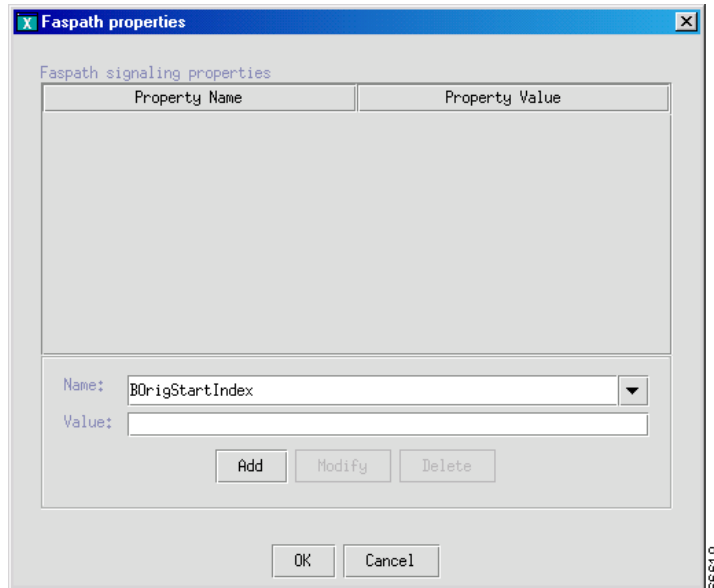 X Faspath properties
Faspath signaling properties
Property Name Property Value
Name: BOrigStartIndex
Value:
Add Modify Delete
OK Cancel